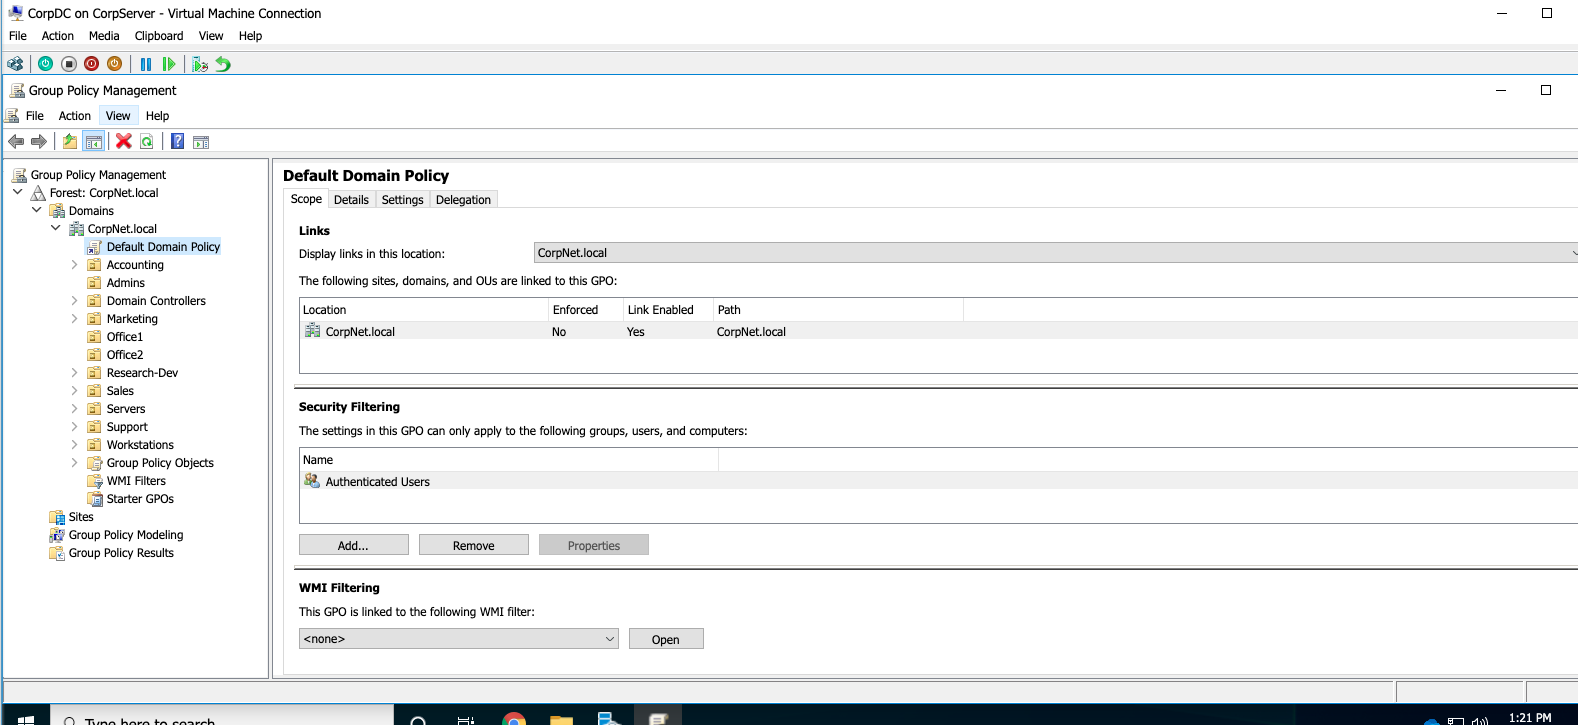 CorpDC on CorpServer - Virtual Machine Connection
File Action Media Clipboard View Help
Group Policy Management
File Action View Help
Group Policy Management
Forest: CorpNet.local
Domains
CorpNet.local
Default Domain Policy
Accounting
Admins
Domain Controllers
Marketing
Office1
Office2
Research-Dev
Sales
Servers
Support
Workstations
Group Policy Objects
WMI Filters
Starter GPOs
Sites
Group Policy Modeling
Group Policy Results
Default Domain Policy
Scope Details Settings Delegation
Links
Display links in this location: CorpNet.local
The following sites, domains, and OUs are linked to this GPO:
Location Enforced Link Enabled Path
CorpNet.local No Yes CorpNet.local
Security Filtering
The settings in this GPO can only apply to the following groups, users, and computers:
Name
Authenticated Users
Add... Remove Properties
WMI Filtering
This GPO is linked to the following WMI filter:
<none> Open
Type here to search
1:21 PM